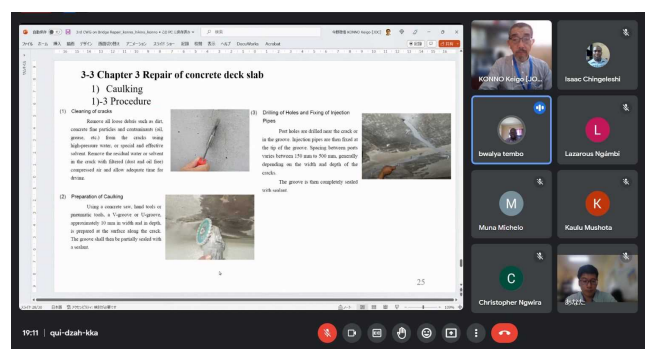 3-3 Chapter 3 Repair of concrete deck slab
1) Caulking
1)-3 Procedure
(1) Cleaning of cracks
Remove all loose debris such as dirt,
concrete fine particles and contaminants (oil,
grease, etc.) from the cracks using
high-pressure water, or special and effective
solvent. Remove the residual water or solvent
in the crack with filtered (dust and oil free)
compressed air and allow adequate time for
drying.
(2) Preparation of Caulking
Using a concrete saw, hand tools or
pneumatic tools, a V-groove or U-groove,
approximately 10 mm in width and in depth,
is prepared at the surface along the crack.
The groove shall then be partially sealed with
a sealant.
(3) Drilling of Holes and Fixing of Injection
Pipes
Port holes are drilled near the crack or
in the groove. Injection pipes are then fixed at
the tip of the groove. Spacing between ports
varies between 150 mm to 500 mm, generally
depending on the width and depth of the
cracks.
The groove is then completely sealed
with sealant.
25
KONNO Keigo (JO...
Isaac Chingeleshi
bwalya tembo
L
Lazarous Ngámbi
M
Muna Michelo
K
Kaulu Mushota
C
Christopher Ngwira
あなた
19:11 | qui-dzah-kka